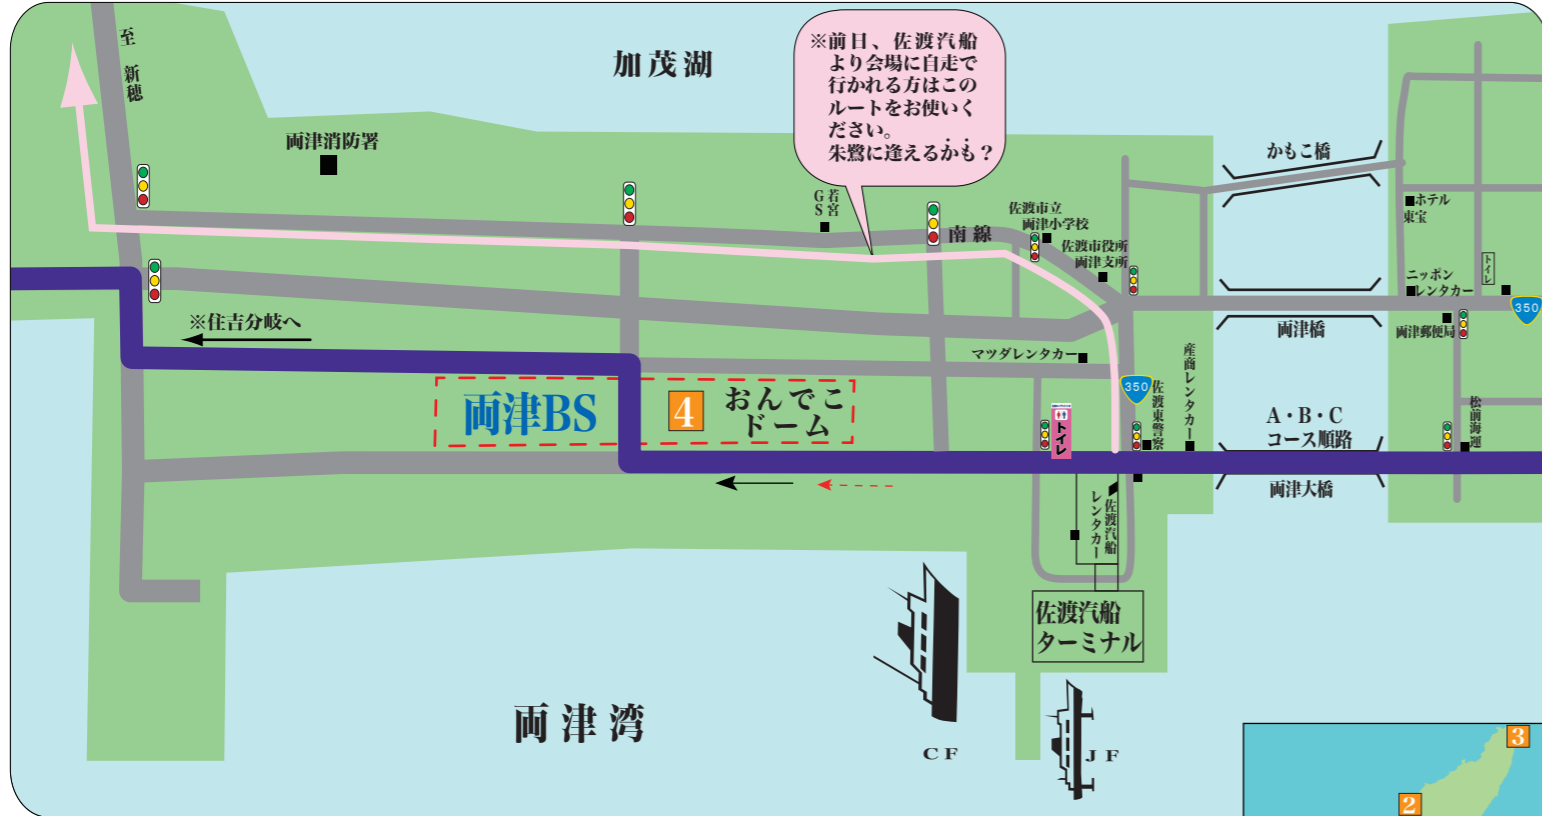 至 新穂
加茂湖
※前日、佐渡汽船
より会場に自走で
行かれる方はこの
ルートをお使いく
ださい。
朱鷺に逢えるかも？
両津消防署
かもこ橋
若宮
GS
南線
佐渡市立
両津小学校
佐渡市役所
両津支所
ホテル
東宝
トイレ
ニッポン
レンタカー
350
両津橋
両津郵便局
※住吉分岐へ
マツダレンタカー
産商レンタカー
350
佐渡東警察
両津BS
4
おんでこ
ドーム
トイレ
A・B・C
コース順路
松前海運
両津大橋
佐渡汽船
レンタカー
佐渡汽船
ターミナル
両津湾
CF
JF
3
2